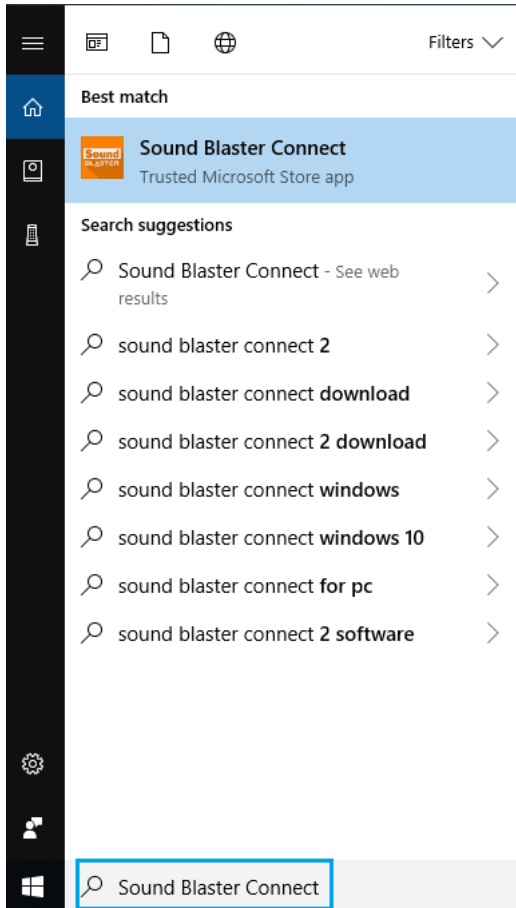 Filters
Best match
Sound BLASTER
Sound Blaster Connect
Trusted Microsoft Store app
Search suggestions
Sound Blaster Connect - See web
results
sound blaster connect 2
sound blaster connect download
sound blaster connect 2 download
sound blaster connect windows
sound blaster connect windows 10
sound blaster connect for pc
sound blaster connect 2 software
Sound Blaster Connect